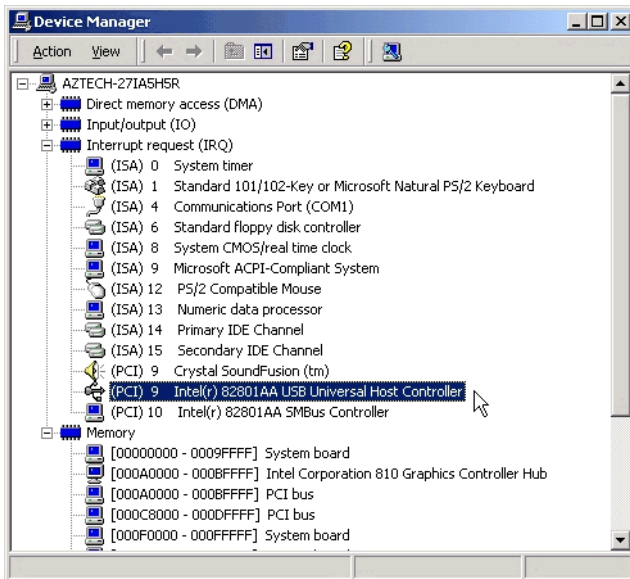 Device Manager
Action View
AZTECH-27IA5H5R
Direct memory access (DMA)
Input/output (IO)
Interrupt request (IRQ)
(ISA) 0 System timer
(ISA) 1 Standard 101/102-Key or Microsoft Natural PS/2 Keyboard
(ISA) 4 Communications Port (COM1)
(ISA) 6 Standard floppy disk controller
(ISA) 8 System CMOS/real time clock
(ISA) 9 Microsoft ACPI-Compliant System
(ISA) 12 PS/2 Compatible Mouse
(ISA) 13 Numeric data processor
(ISA) 14 Primary IDE Channel
(ISA) 15 Secondary IDE Channel
(PCI) 9 Crystal SoundFusion (tm)
(PCI) 9 Intel(r) 82801AA USB Universal Host Controller
(PCI) 10 Intel(r) 82801AA SMBus Controller
Memory
[00000000 - 0009FFFF] System board
[000A0000 - 000BFFFF] Intel Corporation 810 Graphics Controller Hub
[000A0000 - 000BFFFF] PCI bus
[000C8000 - 000DFFFF] PCI bus
[000F0000 - 000FFFFF] System board